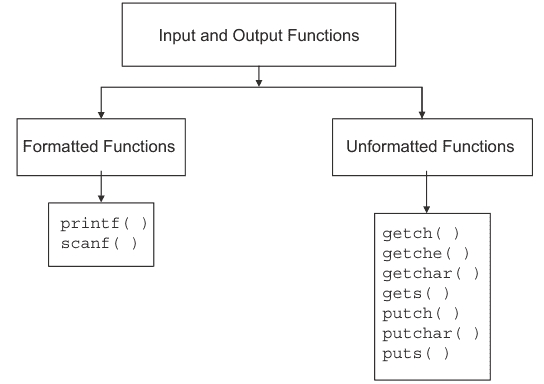 Input and Output Functions
Formatted Functions
Unformatted Functions
printf( )
scanf( )
getch( )
getche( )
getchar( )
gets( )
putch( )
putchar( )
puts( )